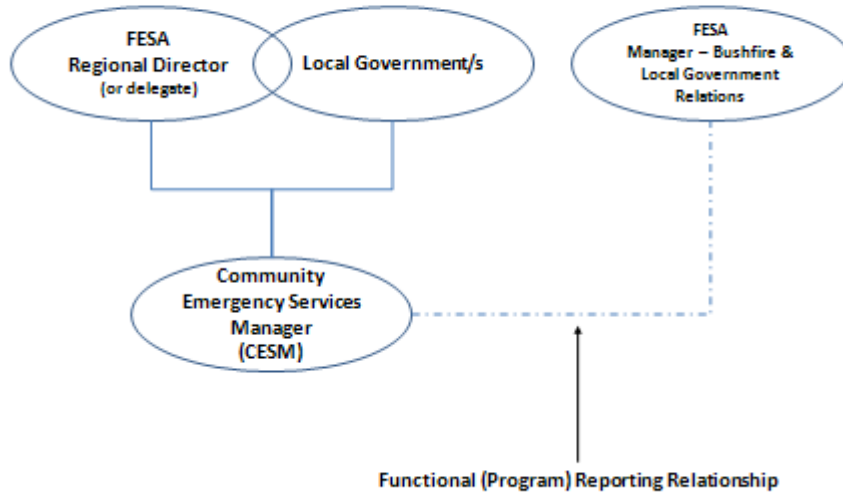 FESA
Regional Director
(or delegate)
Local Government/s
FESA
Manager – Bushfire &
Local Government
Relations
Community
Emergency Services
Manager
(CESM)
Functional (Program) Reporting Relationship